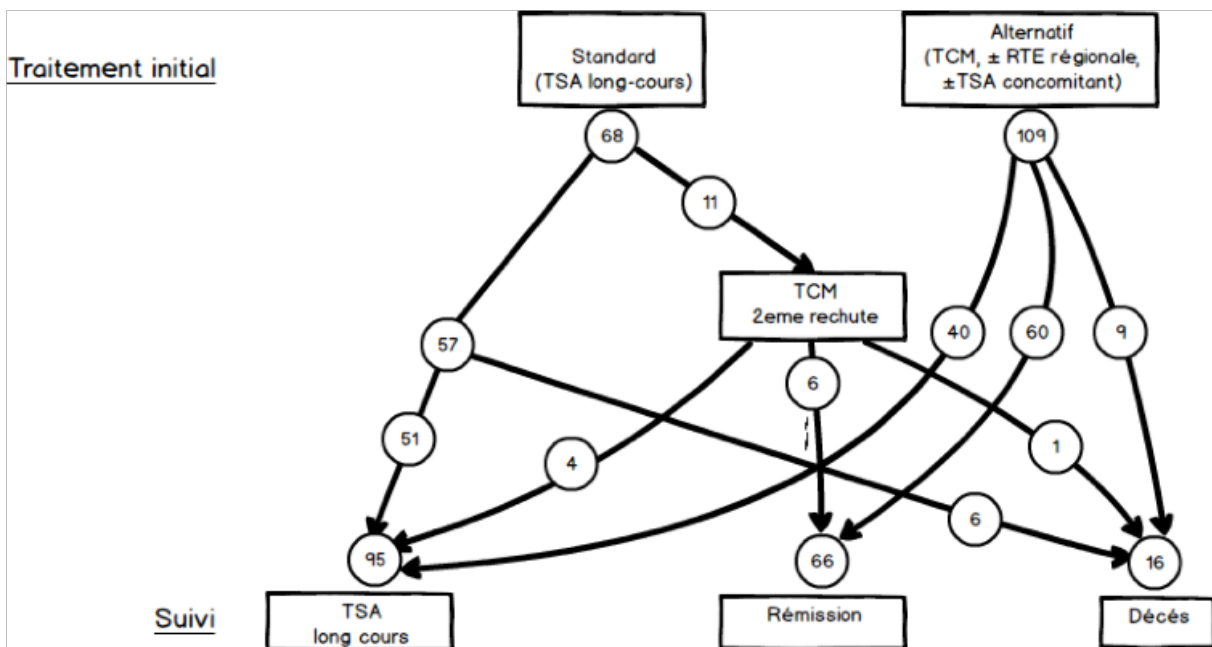 Traitement initial
Standard
(TSA long-cours)
Alternatif
(TCM, ± RTE régionale,
±TSA concomitant)
68
109
11
TCM
2eme rechute
57
40
60
9
6
51
4
1
6
95
66
16
Suivi
TSA
long cours
Rémission
Décés